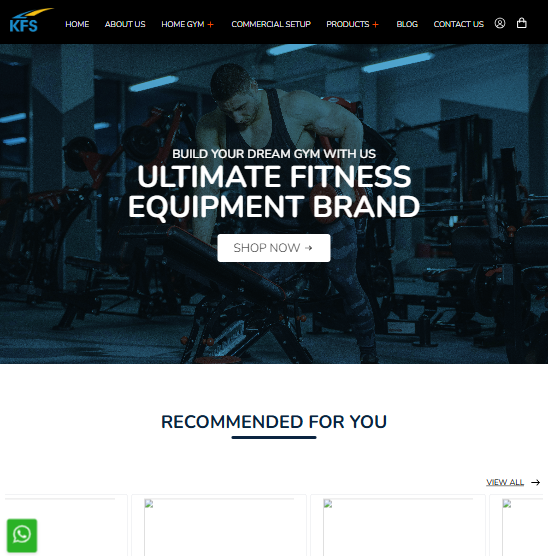 KFS
HOME
ABOUT US
HOME GYM +
COMMERCIAL SETUP
PRODUCTS +
BLOG
CONTACT US
BUILD YOUR DREAM GYM WITH US
ULTIMATE FITNESS
EQUIPMENT BRAND
SHOP NOW →
RECOMMENDED FOR YOU
VIEW ALL →